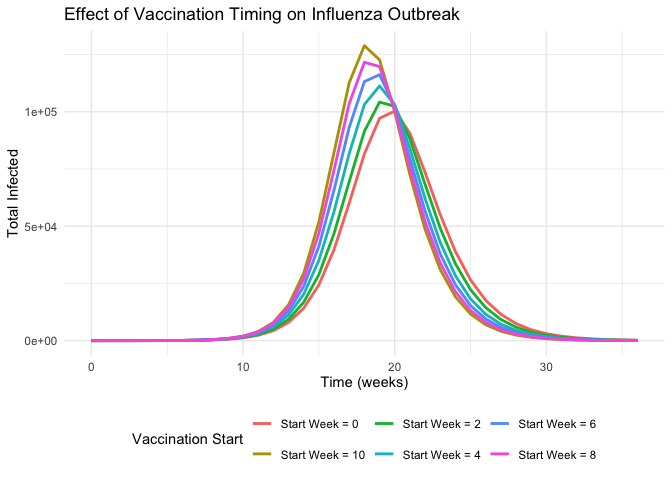 Effect of Vaccination Timing on Influenza Outbreak
Total Infected
1e+05
5e+04
0e+00
0 10 20 30
Time (weeks)
Vaccination Start
Start Week = 0 Start Week = 2 Start Week = 6
Start Week = 10 Start Week = 4 Start Week = 8